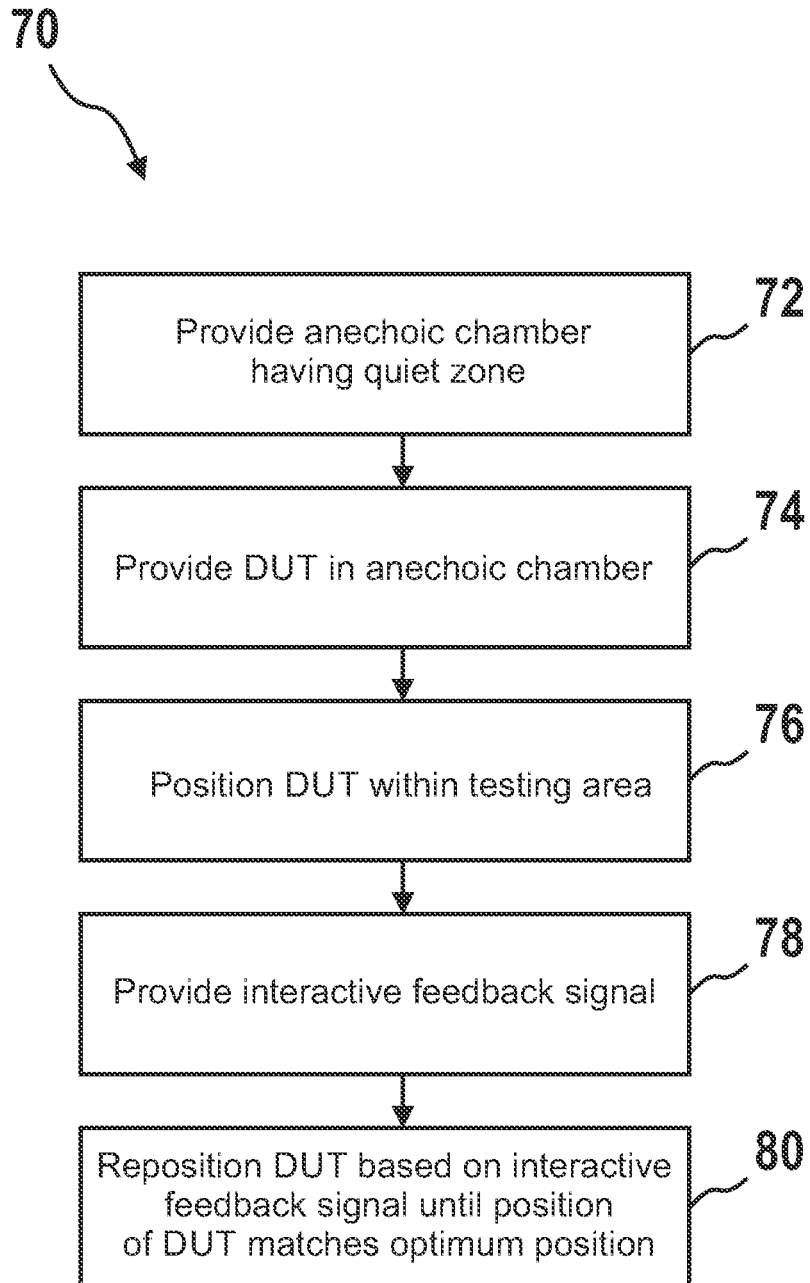 70
Provide anechoic chamber
having quiet zone
72
Provide DUT in anechoic chamber
74
Position DUT within testing area
76
Provide interactive feedback signal
78
Reposition DUT based on interactive
feedback signal until position
of DUT matches optimum position
80